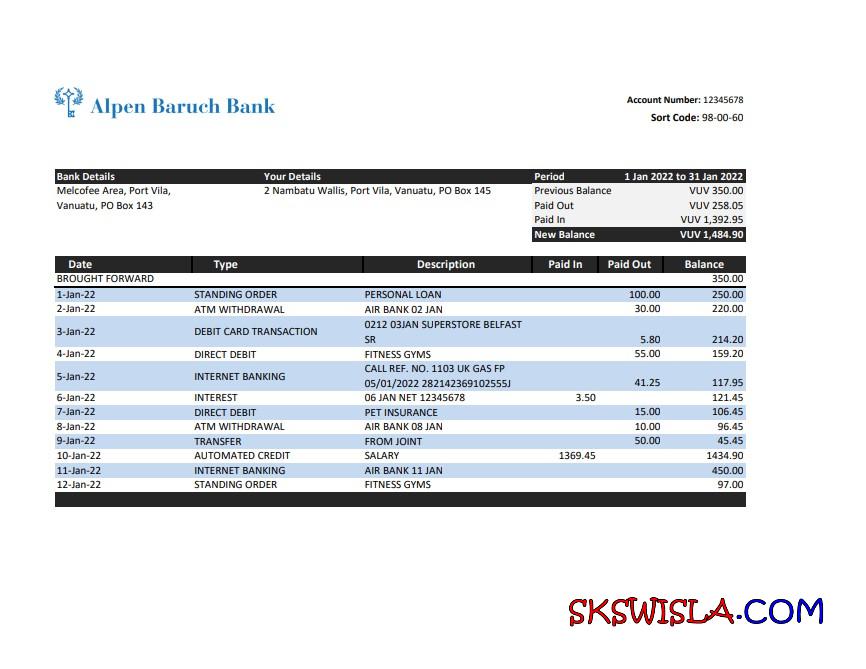 Alpen Baruch Bank
Account Number: 12345678
Sort Code: 98-00-60
Bank Details Your Details Period 1 Jan 2022 to 31 Jan 2022
Melcofee Area, Port Vila, 2 Nambatu Wallis, Port Vila, Vanuatu, PO Box 145 Previous Balance VUV 350.00
Vanuatu, PO Box 143 Paid Out VUV 258.05
Paid In VUV 1,392.95
New Balance VUV 1,484.90
Date Type Description Paid In Paid Out Balance
BROUGHT FORWARD 350.00
1-Jan-22 STANDING ORDER PERSONAL LOAN 100.00 250.00
2-Jan-22 ATM WITHDRAWAL AIR BANK 02 JAN 30.00 220.00
3-Jan-22 DEBIT CARD TRANSACTION 0212 03JAN SUPERSTORE BELFAST
SR 5.80 214.20
4-Jan-22 DIRECT DEBIT FITNESS GYMS 55.00 159.20
5-Jan-22 INTERNET BANKING CALL REF. NO. 1103 UK GAS FP
05/01/2022 282142369102555J 41.25 117.95
6-Jan-22 INTEREST 06 JAN NET 12345678 3.50 121.45
7-Jan-22 DIRECT DEBIT PET INSURANCE 15.00 106.45
8-Jan-22 ATM WITHDRAWAL AIR BANK 08 JAN 10.00 96.45
9-Jan-22 TRANSFER FROM JOINT 50.00 45.45
10-Jan-22 AUTOMATED CREDIT SALARY 1369.45 1434.90
11-Jan-22 INTERNET BANKING AIR BANK 11 JAN 450.00
12-Jan-22 STANDING ORDER FITNESS GYMS 97.00
SKSWISLA.COM